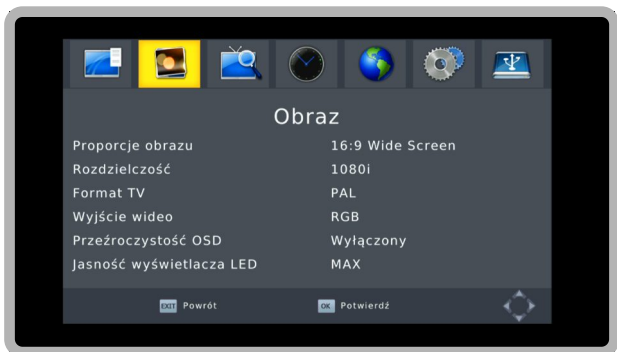 Obraz
Proporcje obrazu 16:9 Wide Screen
Rozdzielczość 1080i
Format TV PAL
Wyjście wideo RGB
Przeźroczystość OSD Wyłączony
Jasność wyświetlacza LED MAX
EXIT Powrót OK Potwierdź